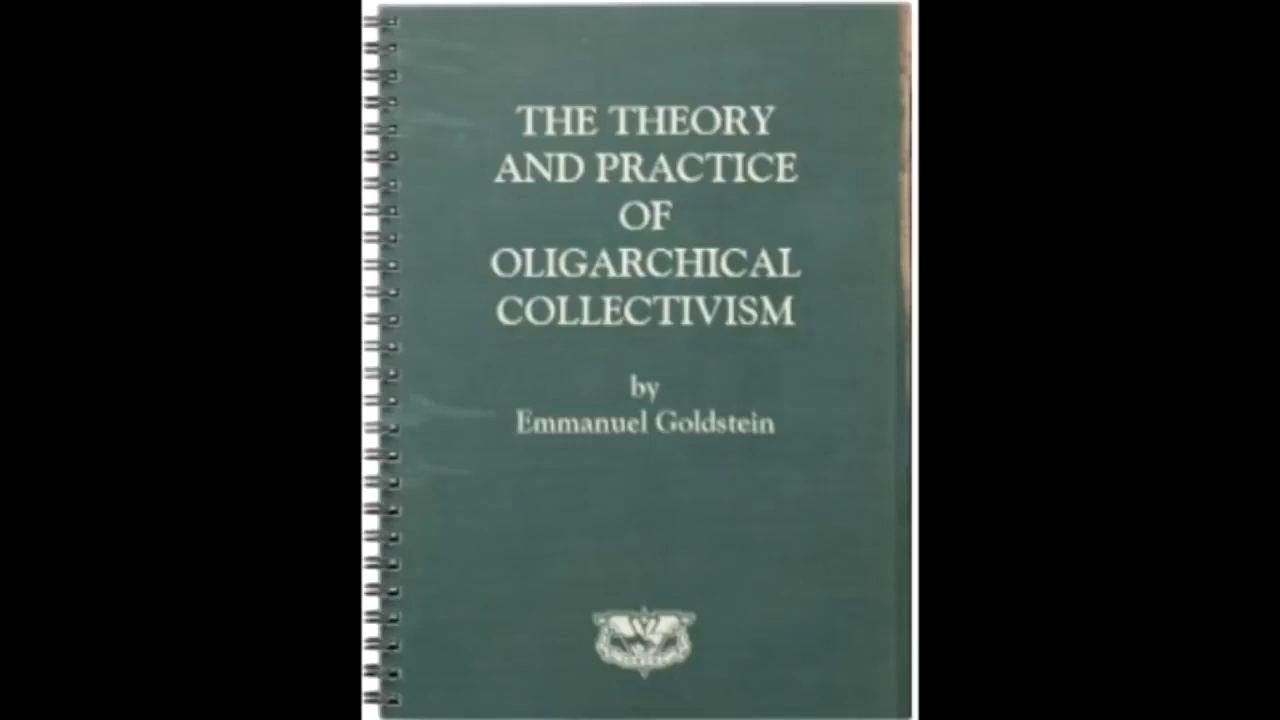 THE THEORY
AND PRACTICE
OF
OLIGARCHICAL
COLLECTIVISM
by
Emmanuel Goldstein